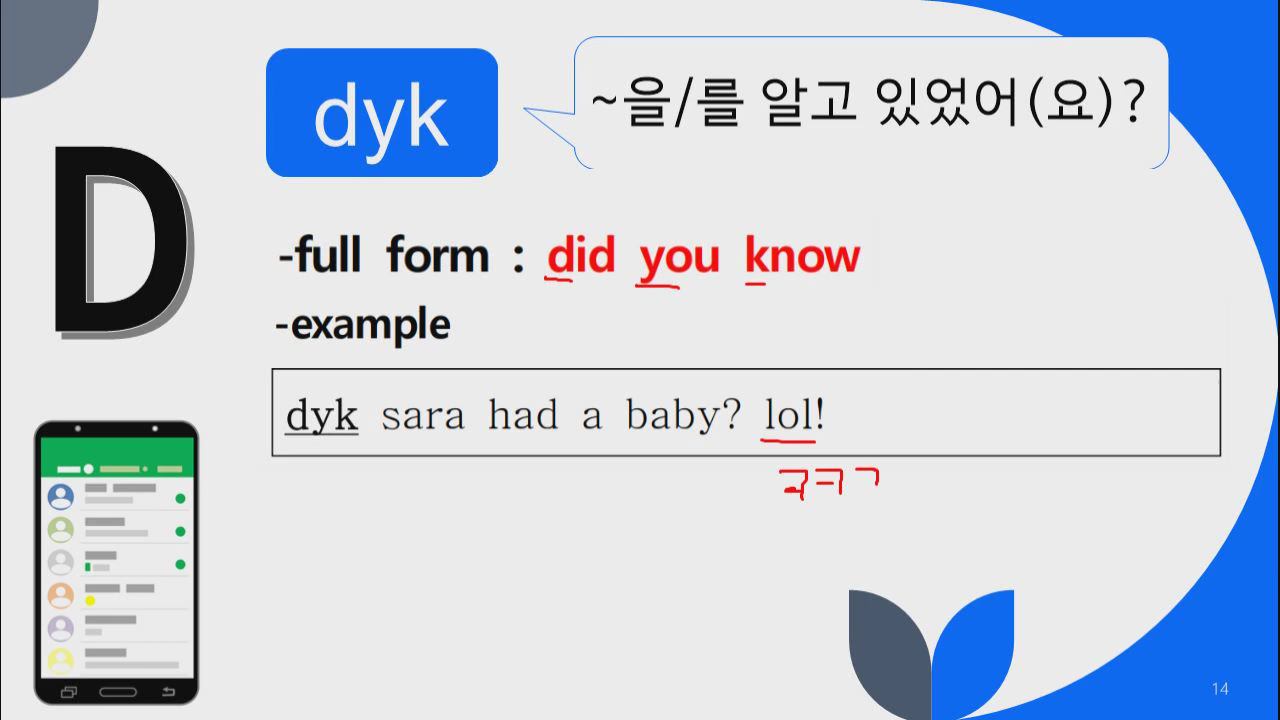 dyk
~을/를 알고 있었어(요)?
D
-full form : did you know
-example
dyk sara had a baby? lol!
ㅋㅋㄱ
14